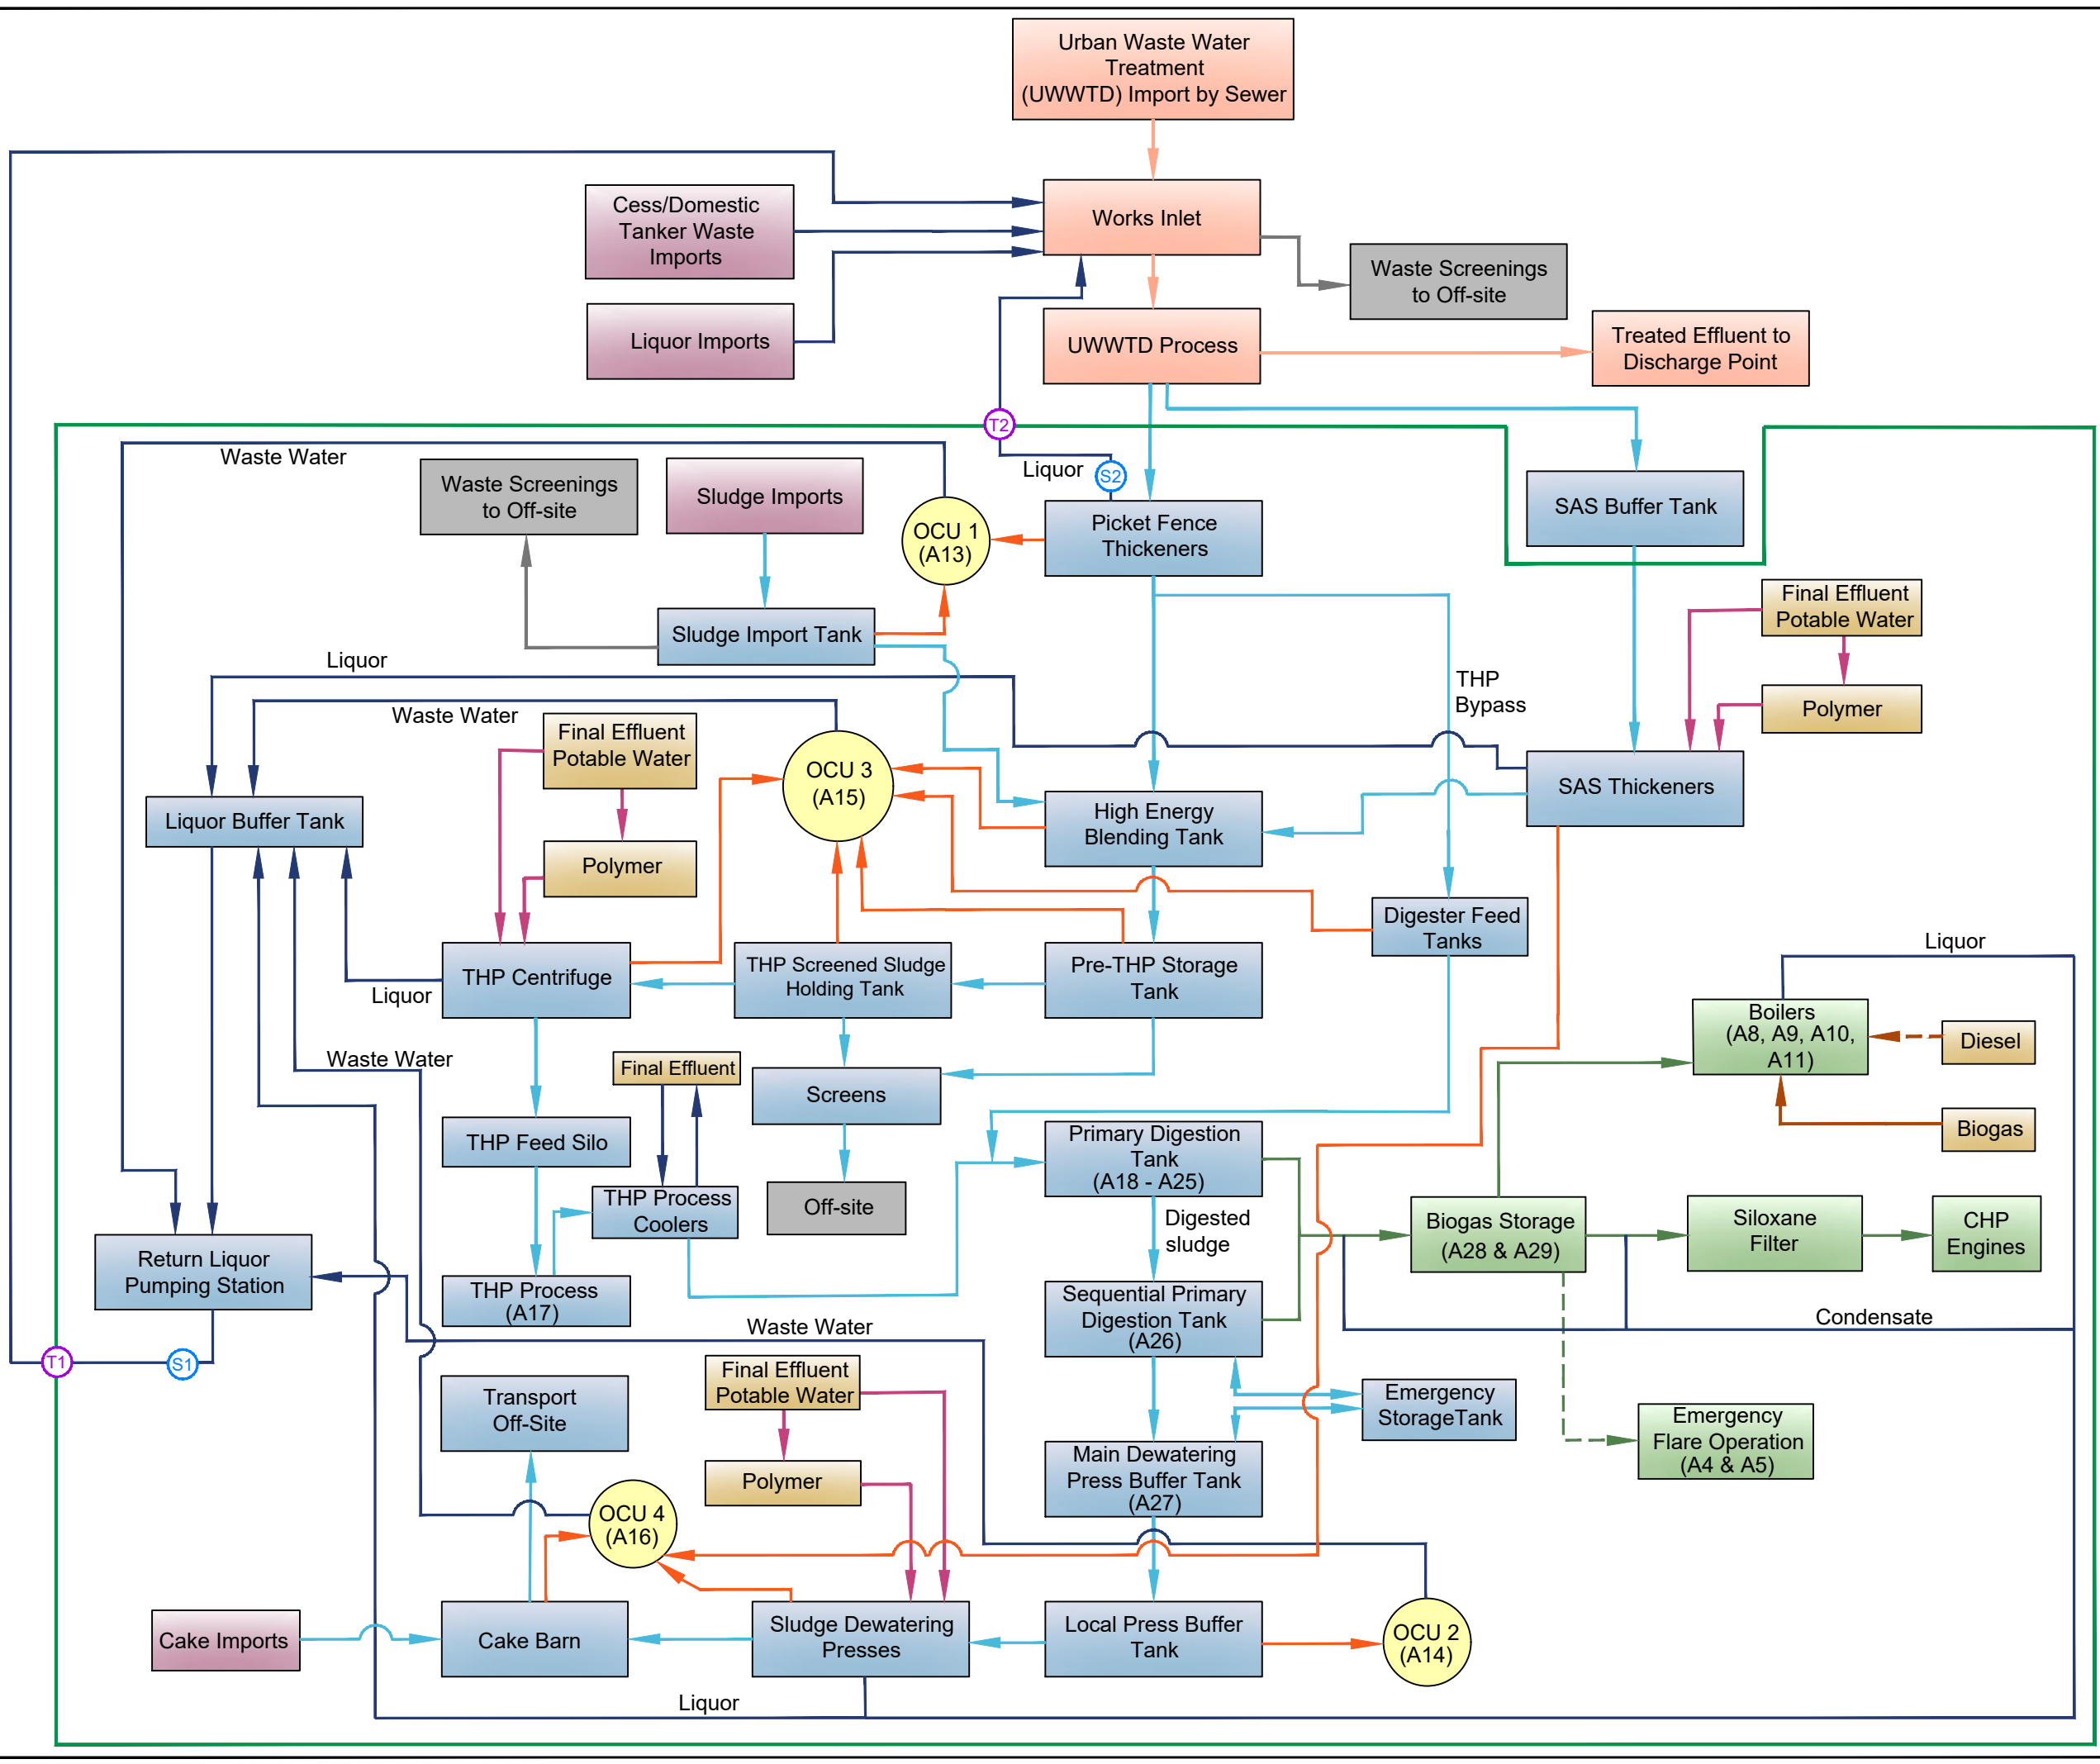 Urban Waste Water
Treatment
(UWWTD) Import by Sewer
Cess/Domestic
Tanker Waste
Imports
Works Inlet
Waste Screenings
to Off-site
Liquor Imports
UWWTD Process
Treated Effluent to
Discharge Point
T2
Waste Water
Liquor
S2
Waste Screenings
to Off-site
Sludge Imports
OCU 1
(A13)
Picket Fence
Thickeners
SAS Buffer Tank
Sludge Import Tank
Final Effluent
Potable Water
Liquor
THP
Bypass
Polymer
Waste Water
Final Effluent
Potable Water
OCU 3
(A15)
SAS Thickeners
Liquor Buffer Tank
High Energy
Blending Tank
Polymer
Digester Feed
Tanks
THP Centrifuge
THP Screened Sludge
Holding Tank
Pre-THP Storage
Tank
Liquor
Liquor
Boilers
(A8, A9, A10,
A11)
Diesel
Waste Water
Final Effluent
Screens
Biogas
THP Feed Silo
Primary Digestion
Tank
(A18 - A25)
THP Process
Coolers
Off-site
Digested
sludge
Biogas Storage
(A28 & A29)
Siloxane
Filter
CHP
Engines
Return Liquor
Pumping Station
THP Process
(A17)
Sequential Primary
Digestion Tank
(A26)
Condensate
Waste Water
T1
S1
Transport
Off-Site
Final Effluent
Potable Water
Emergency
StorageTank
Emergency
Flare Operation
(A4 & A5)
Polymer
Main Dewatering
Press Buffer Tank
(A27)
OCU 4
(A16)
Cake Imports
Cake Barn
Sludge Dewatering
Presses
Local Press Buffer
Tank
OCU 2
(A14)
Liquor